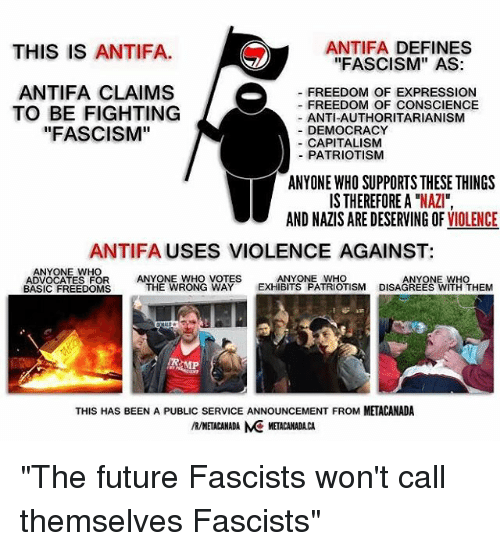 THIS IS ANTIFA.
ANTIFA CLAIMS
TO BE FIGHTING
"FASCISM"
ANTIFA DEFINES
"FASCISM" AS:
- FREEDOM OF EXPRESSION
- FREEDOM OF CONSCIENCE
- ANTI-AUTHORITARIANISM
- DEMOCRACY
- CAPITALISM
- PATRIOTISM
ANYONE WHO SUPPORTS THESE THINGS
IS THEREFORE A "NAZI",
AND NAZIS ARE DESERVING OF VIOLENCE
ANTIFA USES VIOLENCE AGAINST:
ANYONE WHO
ADVOCATES FOR
BASIC FREEDOMS
ANYONE WHO VOTES
THE WRONG WAY
ANYONE WHO
EXHIBITS PATRIOTISM
ANYONE WHO
DISAGREES WITH THEM
TRUMP
THIS HAS BEEN A PUBLIC SERVICE ANNOUNCEMENT FROM METACANADA
/R/METACANADA MC METACANADA.CA
"The future Fascists won't call
themselves Fascists"